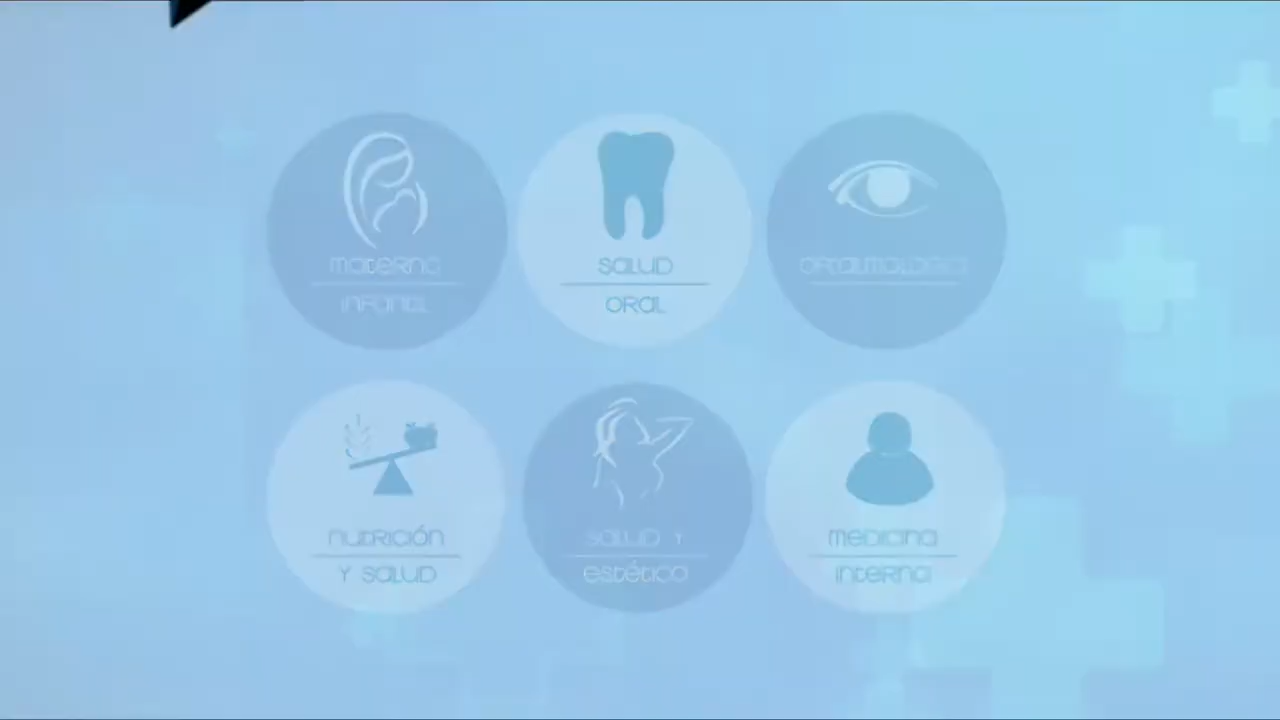 Materno
Infantil
Salud
Oral
Oftalmología
Nutrición
y Salud
Salud y
estética
Medicina
Interna